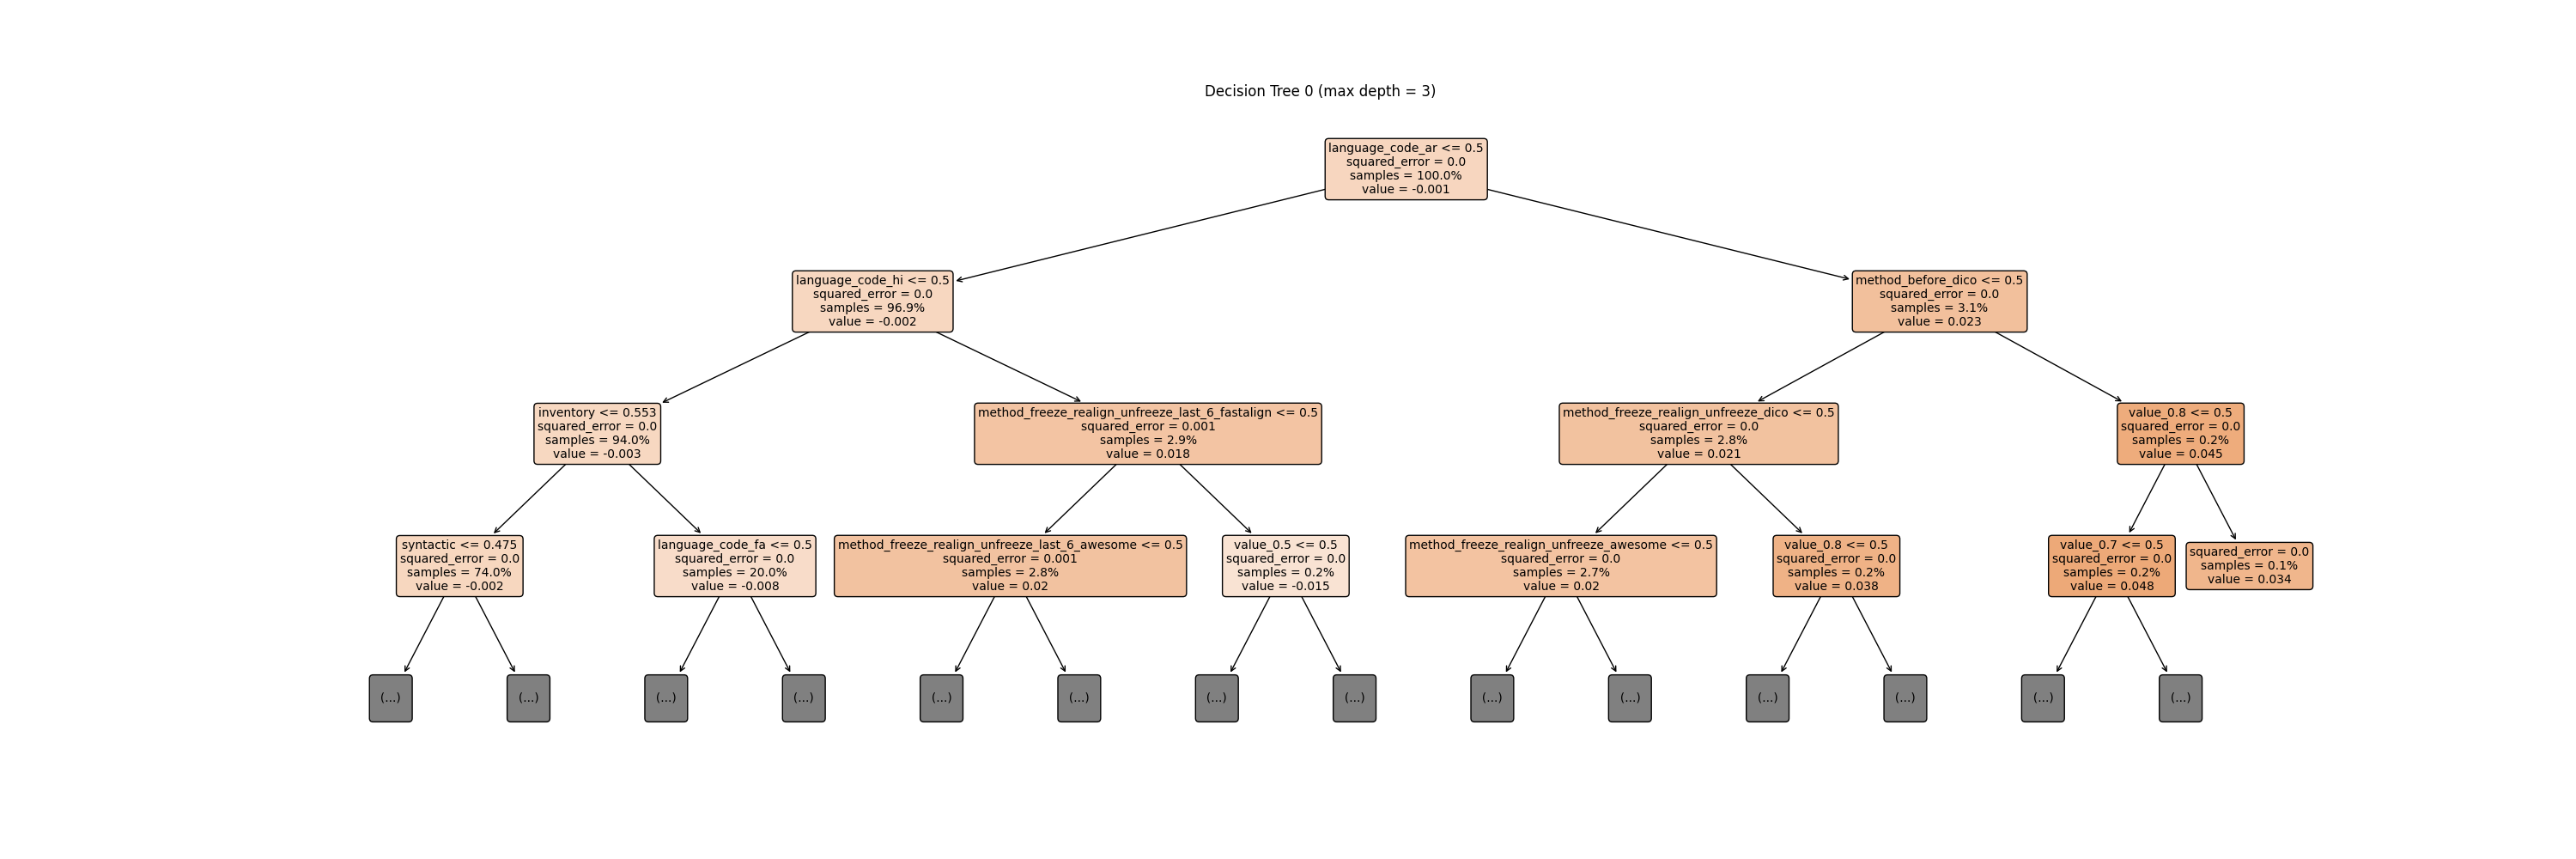 Decision Tree 0 (max depth = 3)
language_code_ar <= 0.5
squared_error = 0.0
samples = 100.0%
value = -0.001
language_code_hi <= 0.5
squared_error = 0.0
samples = 96.9%
value = -0.002
method_before_dico <= 0.5
squared_error = 0.0
samples = 3.1%
value = 0.023
inventory <= 0.553
squared_error = 0.0
samples = 94.0%
value = -0.003
method_freeze_realign_unfreeze_last_6_fastalign <= 0.5
squared_error = 0.001
samples = 2.9%
value = 0.018
method_freeze_realign_unfreeze_dico <= 0.5
squared_error = 0.0
samples = 2.8%
value = 0.021
value_0.8 <= 0.5
squared_error = 0.0
samples = 0.2%
value = 0.045
syntactic <= 0.475
squared_error = 0.0
samples = 74.0%
value = -0.002
language_code_fa <= 0.5
squared_error = 0.0
samples = 20.0%
value = -0.008
method_freeze_realign_unfreeze_last_6_awesome <= 0.5
squared_error = 0.001
samples = 2.8%
value = 0.02
value_0.5 <= 0.5
squared_error = 0.0
samples = 0.2%
value = -0.015
method_freeze_realign_unfreeze_awesome <= 0.5
squared_error = 0.0
samples = 2.7%
value = 0.02
value_0.8 <= 0.5
squared_error = 0.0
samples = 0.2%
value = 0.038
value_0.7 <= 0.5
squared_error = 0.0
samples = 0.2%
value = 0.048
squared_error = 0.0
samples = 0.1%
value = 0.034
(...)
(...)
(...)
(...)
(...)
(...)
(...)
(...)
(...)
(...)
(...)
(...)
(...)
(...)